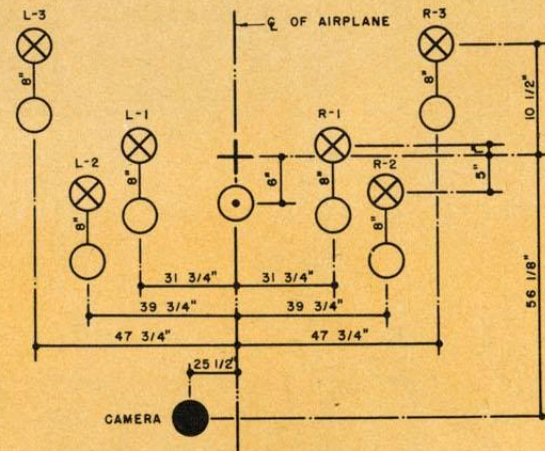 L-3
℄ OF AIRPLANE
R-3
8"
8"
10 1/2"
L-1
R-1
1"
L-2
R-2
8"
8"
6"
8"
8"
5"
31 3/4"
31 3/4"
39 3/4"
39 3/4"
56 1/8"
47 3/4"
47 3/4"
25 1/2"
CAMERA